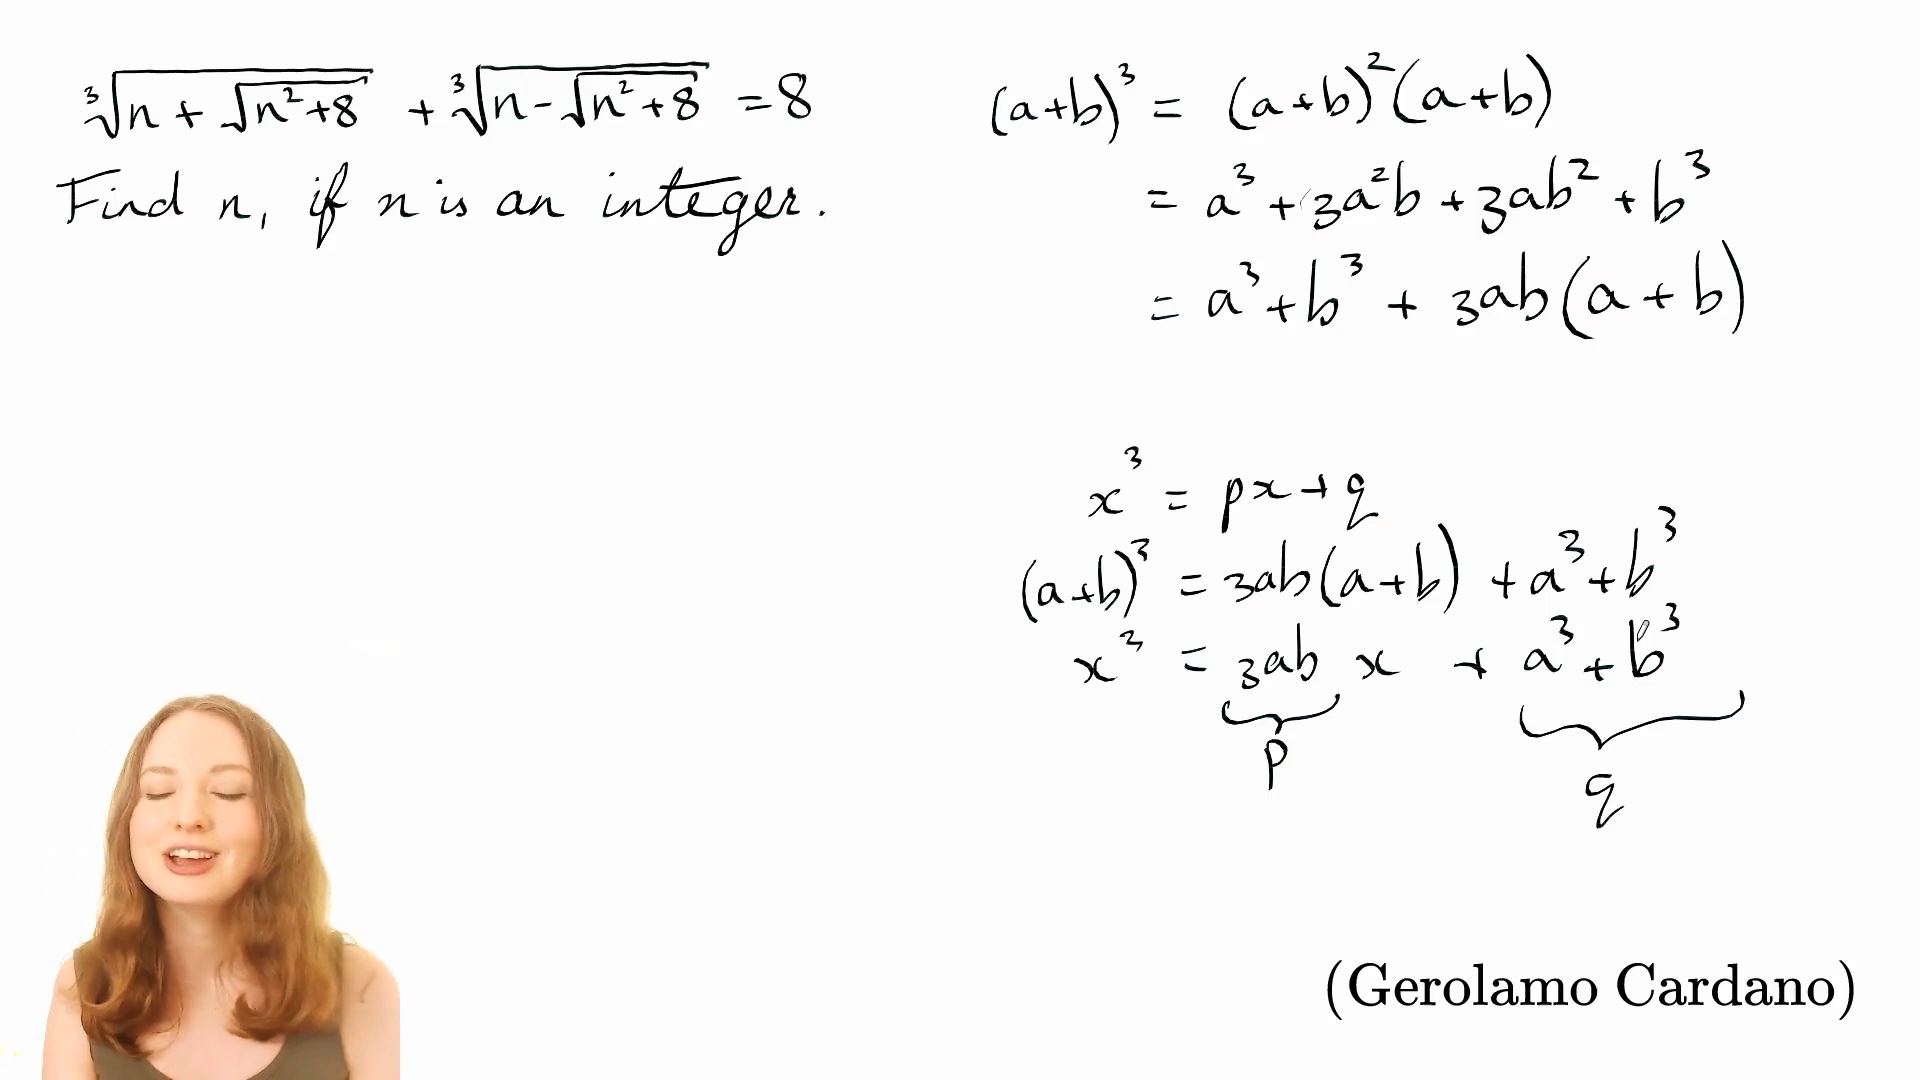 ∛(n + √(n²+8)) + ∛(n - √(n²+8)) = 8
Find n, if n is an integer.
(a+b)³ = (a+b)²(a+b)
= a³ + 3a²b + 3ab² + b³
= a³ + b³ + 3ab(a+b)
x³ = px + q
(a+b)³ = 3ab(a+b) + a³ + b³
x³ = 3ab x + a³ + b³
p
q
(Gerolamo Cardano)